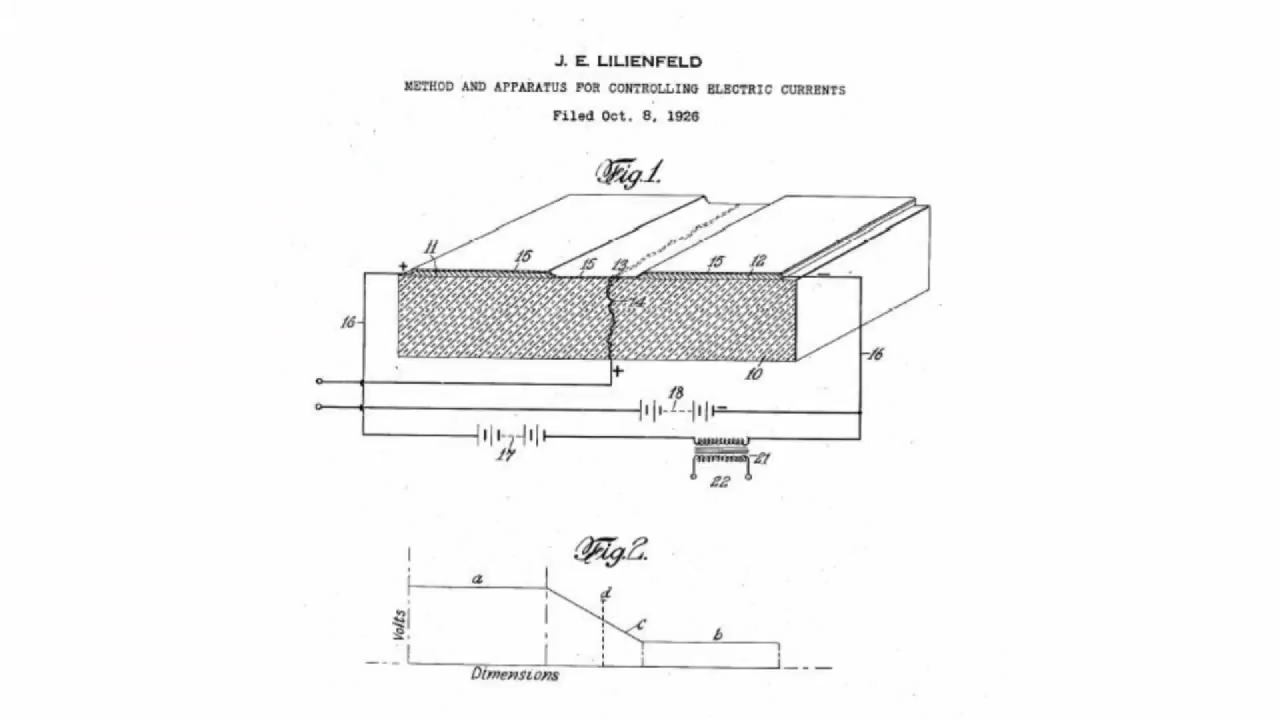 J. E. LILIENFELD
METHOD AND APPARATUS FOR CONTROLLING ELECTRIC CURRENTS
Filed Oct. 8, 1926
Fig.1.
+ 11 15 15 13 15 12 −
14
16
10
16
+
18 −
17
21
22
Fig.2.
a
d
c
b
Volts
Dimensions